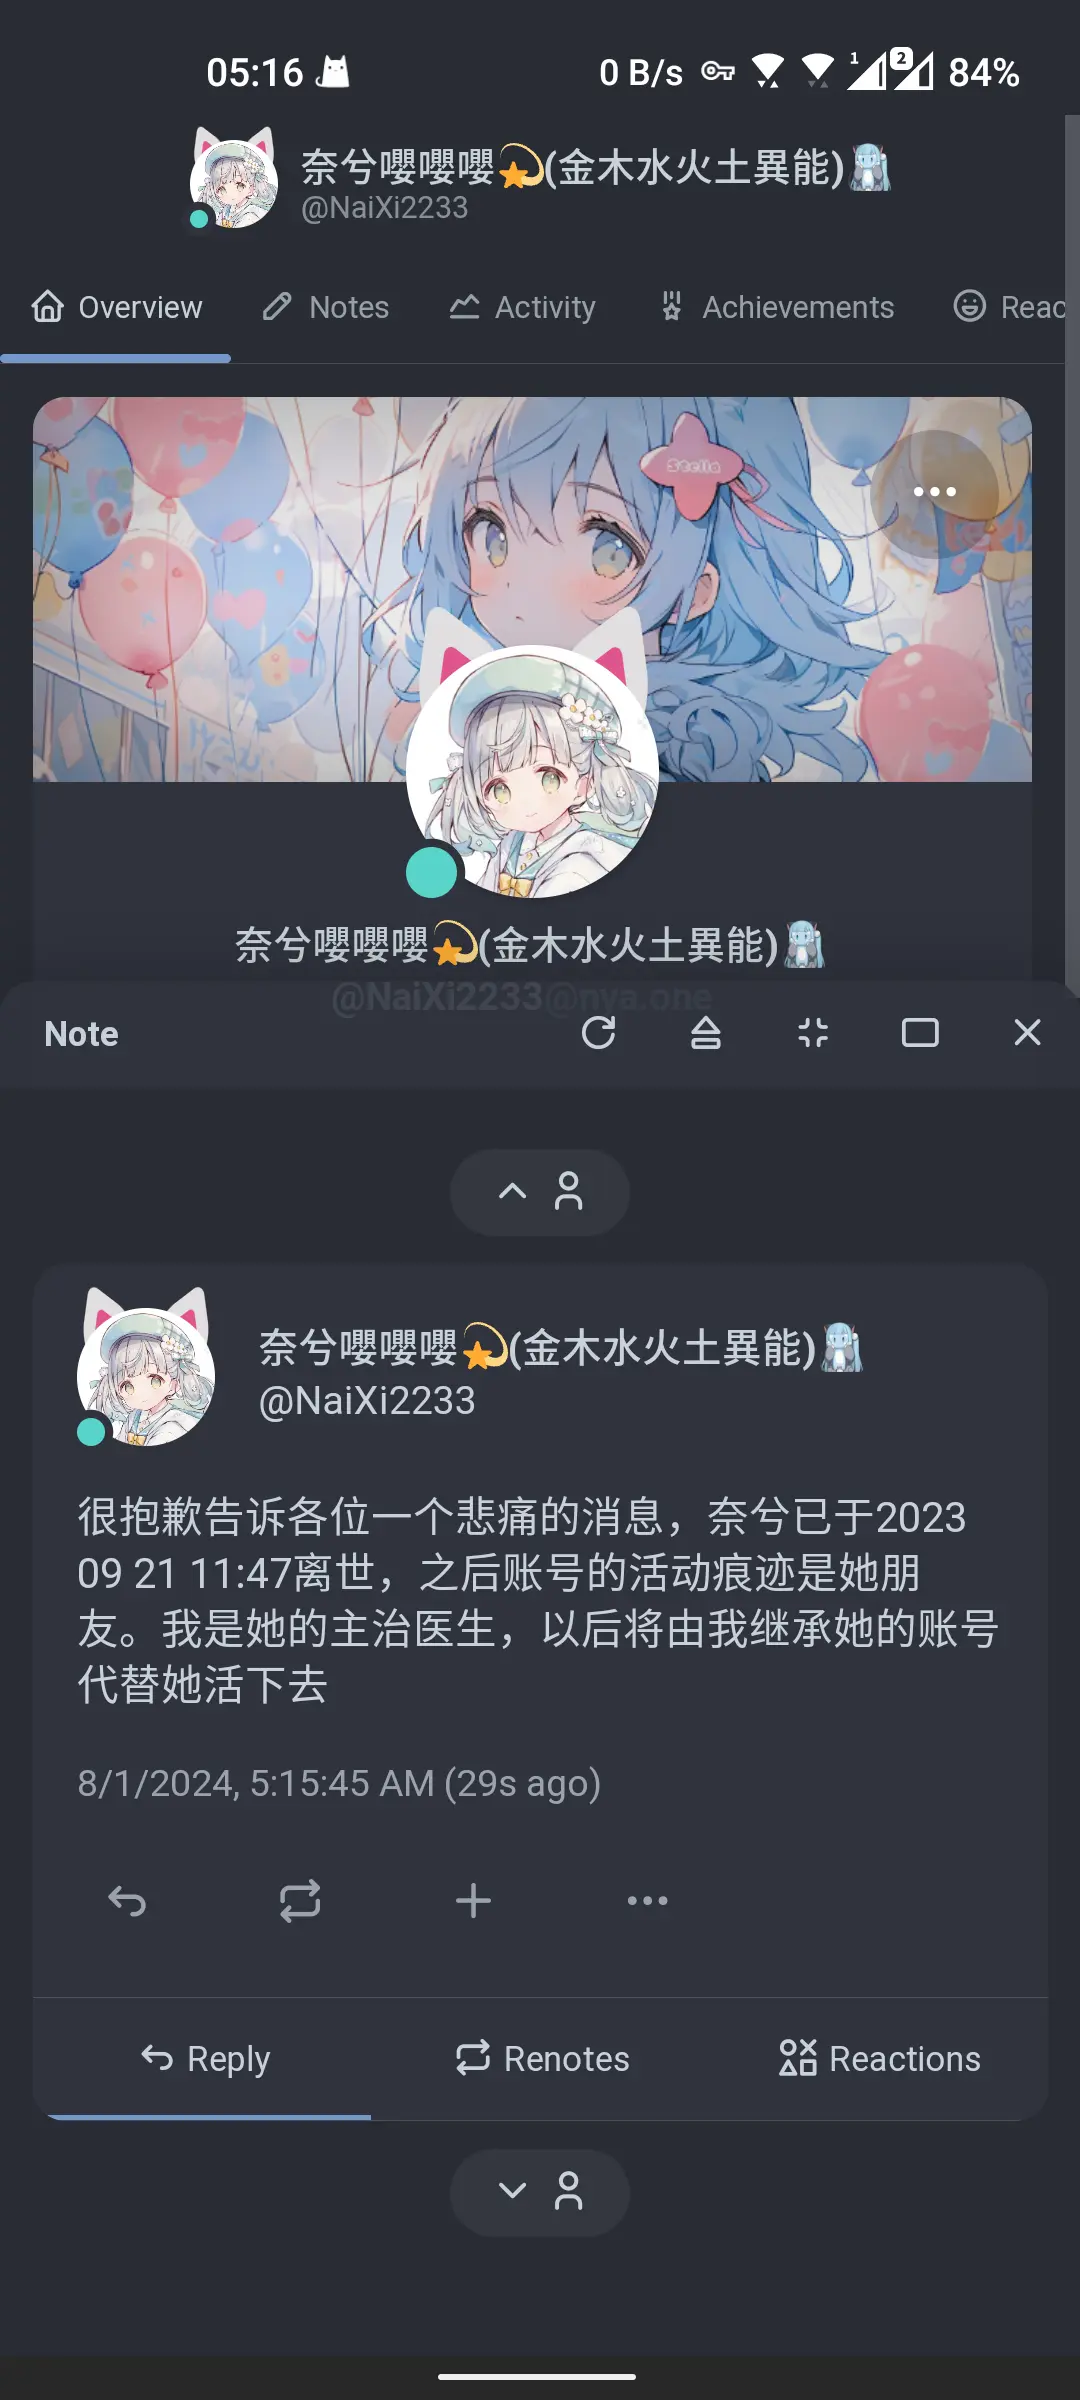 05:16
0 B/s
1
2
84%
奈兮嘤嘤嘤💫(金木水火土異能)
@NaiXi2233
Overview Notes Activity Achievements Reac
Stella
奈兮嘤嘤嘤💫(金木水火土異能)
@NaiXi2233@nya.one
Note
奈兮嘤嘤嘤💫(金木水火土異能)
@NaiXi2233
很抱歉告诉各位一个悲痛的消息，奈兮已于2023
09 21 11:47离世，之后账号的活动痕迹是她朋
友。我是她的主治医生，以后将由我继承她的账号
代替她活下去
8/1/2024, 5:15:45 AM (29s ago)
Reply Renotes Reactions